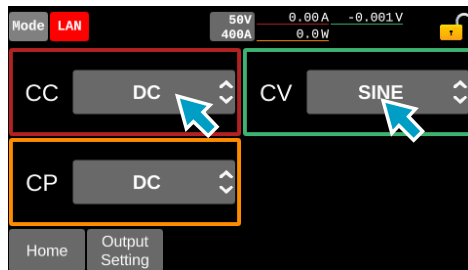 Mode LAN 50V 0.00A -0.001V
400A 0.0W
CC DC CV SINE
CP DC
Home Output
Setting